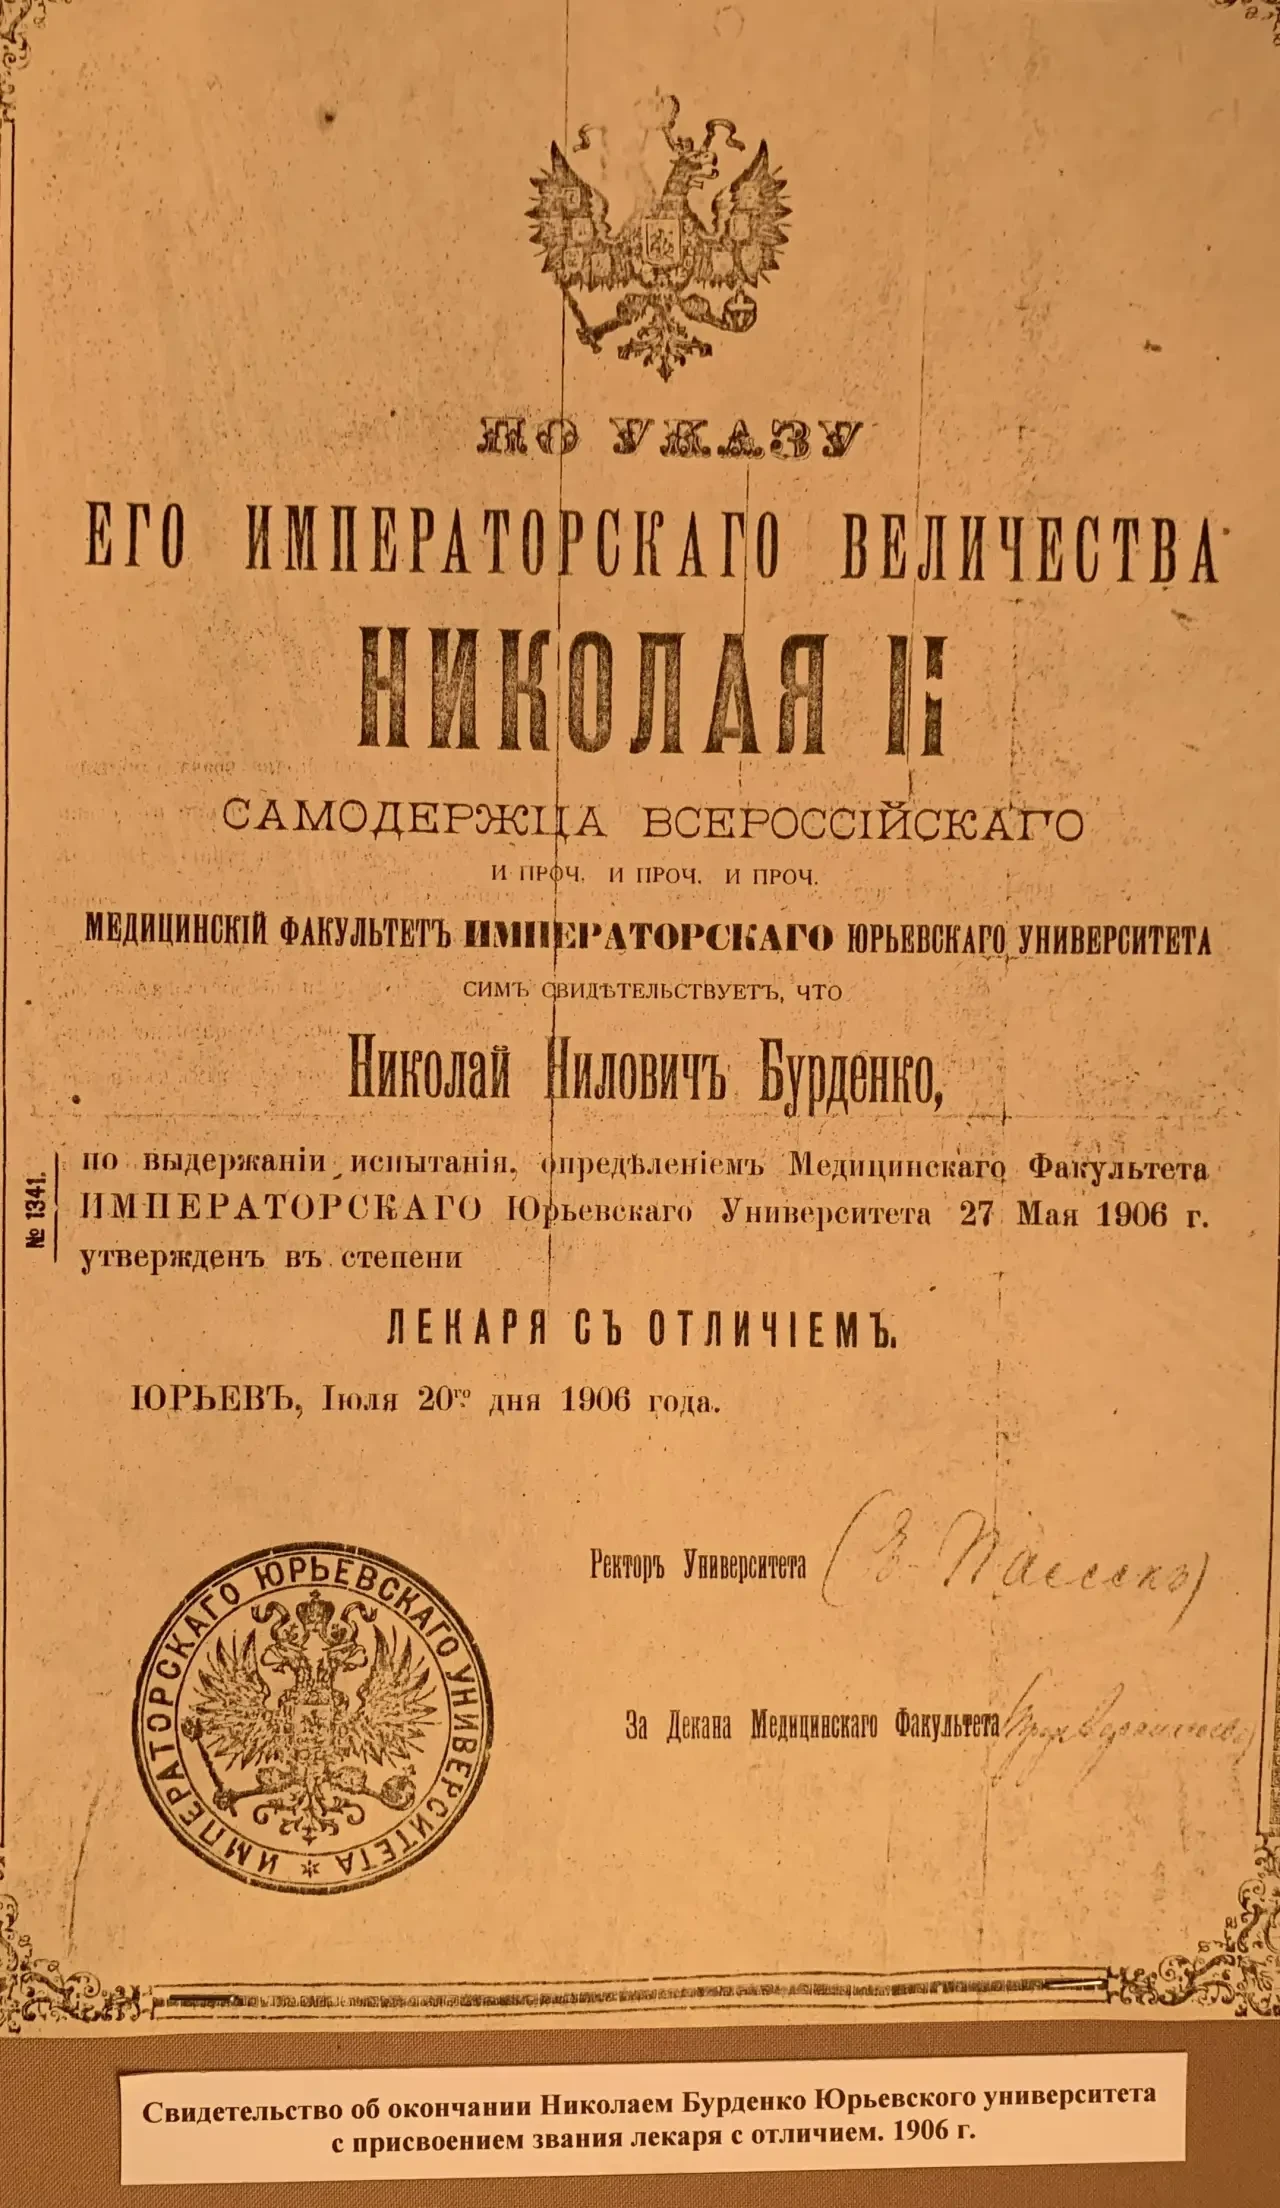 ПО УКАЗУ
ЕГО ИМПЕРАТОРСКАГО ВЕЛИЧЕСТВА
НИКОЛАЯ II
САМОДЕРЖЦА ВСЕРОССІЙСКАГО
И ПРОЧ. И ПРОЧ. И ПРОЧ.
МЕДИЦИНСКІЙ ФАКУЛЬТЕТЪ ИМПЕРАТОРСКАГО ЮРЬЕВСКАГО УНИВЕРСИТЕТА
СИМЪ СВИДѢТЕЛЬСТВУЕТЪ, ЧТО
Николай Ниловичъ Бурденко,
по выдержаніи испытанія, опредѣленіемъ Медицинскаго Факультета
ИМПЕРАТОРСКАГО Юрьевскаго Университета 27 Мая 1906 г.
утвержденъ въ степени
№ 1341.
ЛЕКАРЯ СЪ ОТЛИЧІЕМЪ.
ЮРЬЕВЪ, Іюля 20го дня 1906 года.
Ректоръ Университета (Е. Пассекъ)
За Декана Медицинскаго Факультета
ИМПЕРАТОРСКАГО ЮРЬЕВСКАГО УНИВЕРСИТЕТА
Свидетельство об окончании Николаем Бурденко Юрьевского университета
с присвоением звания лекаря с отличием. 1906 г.